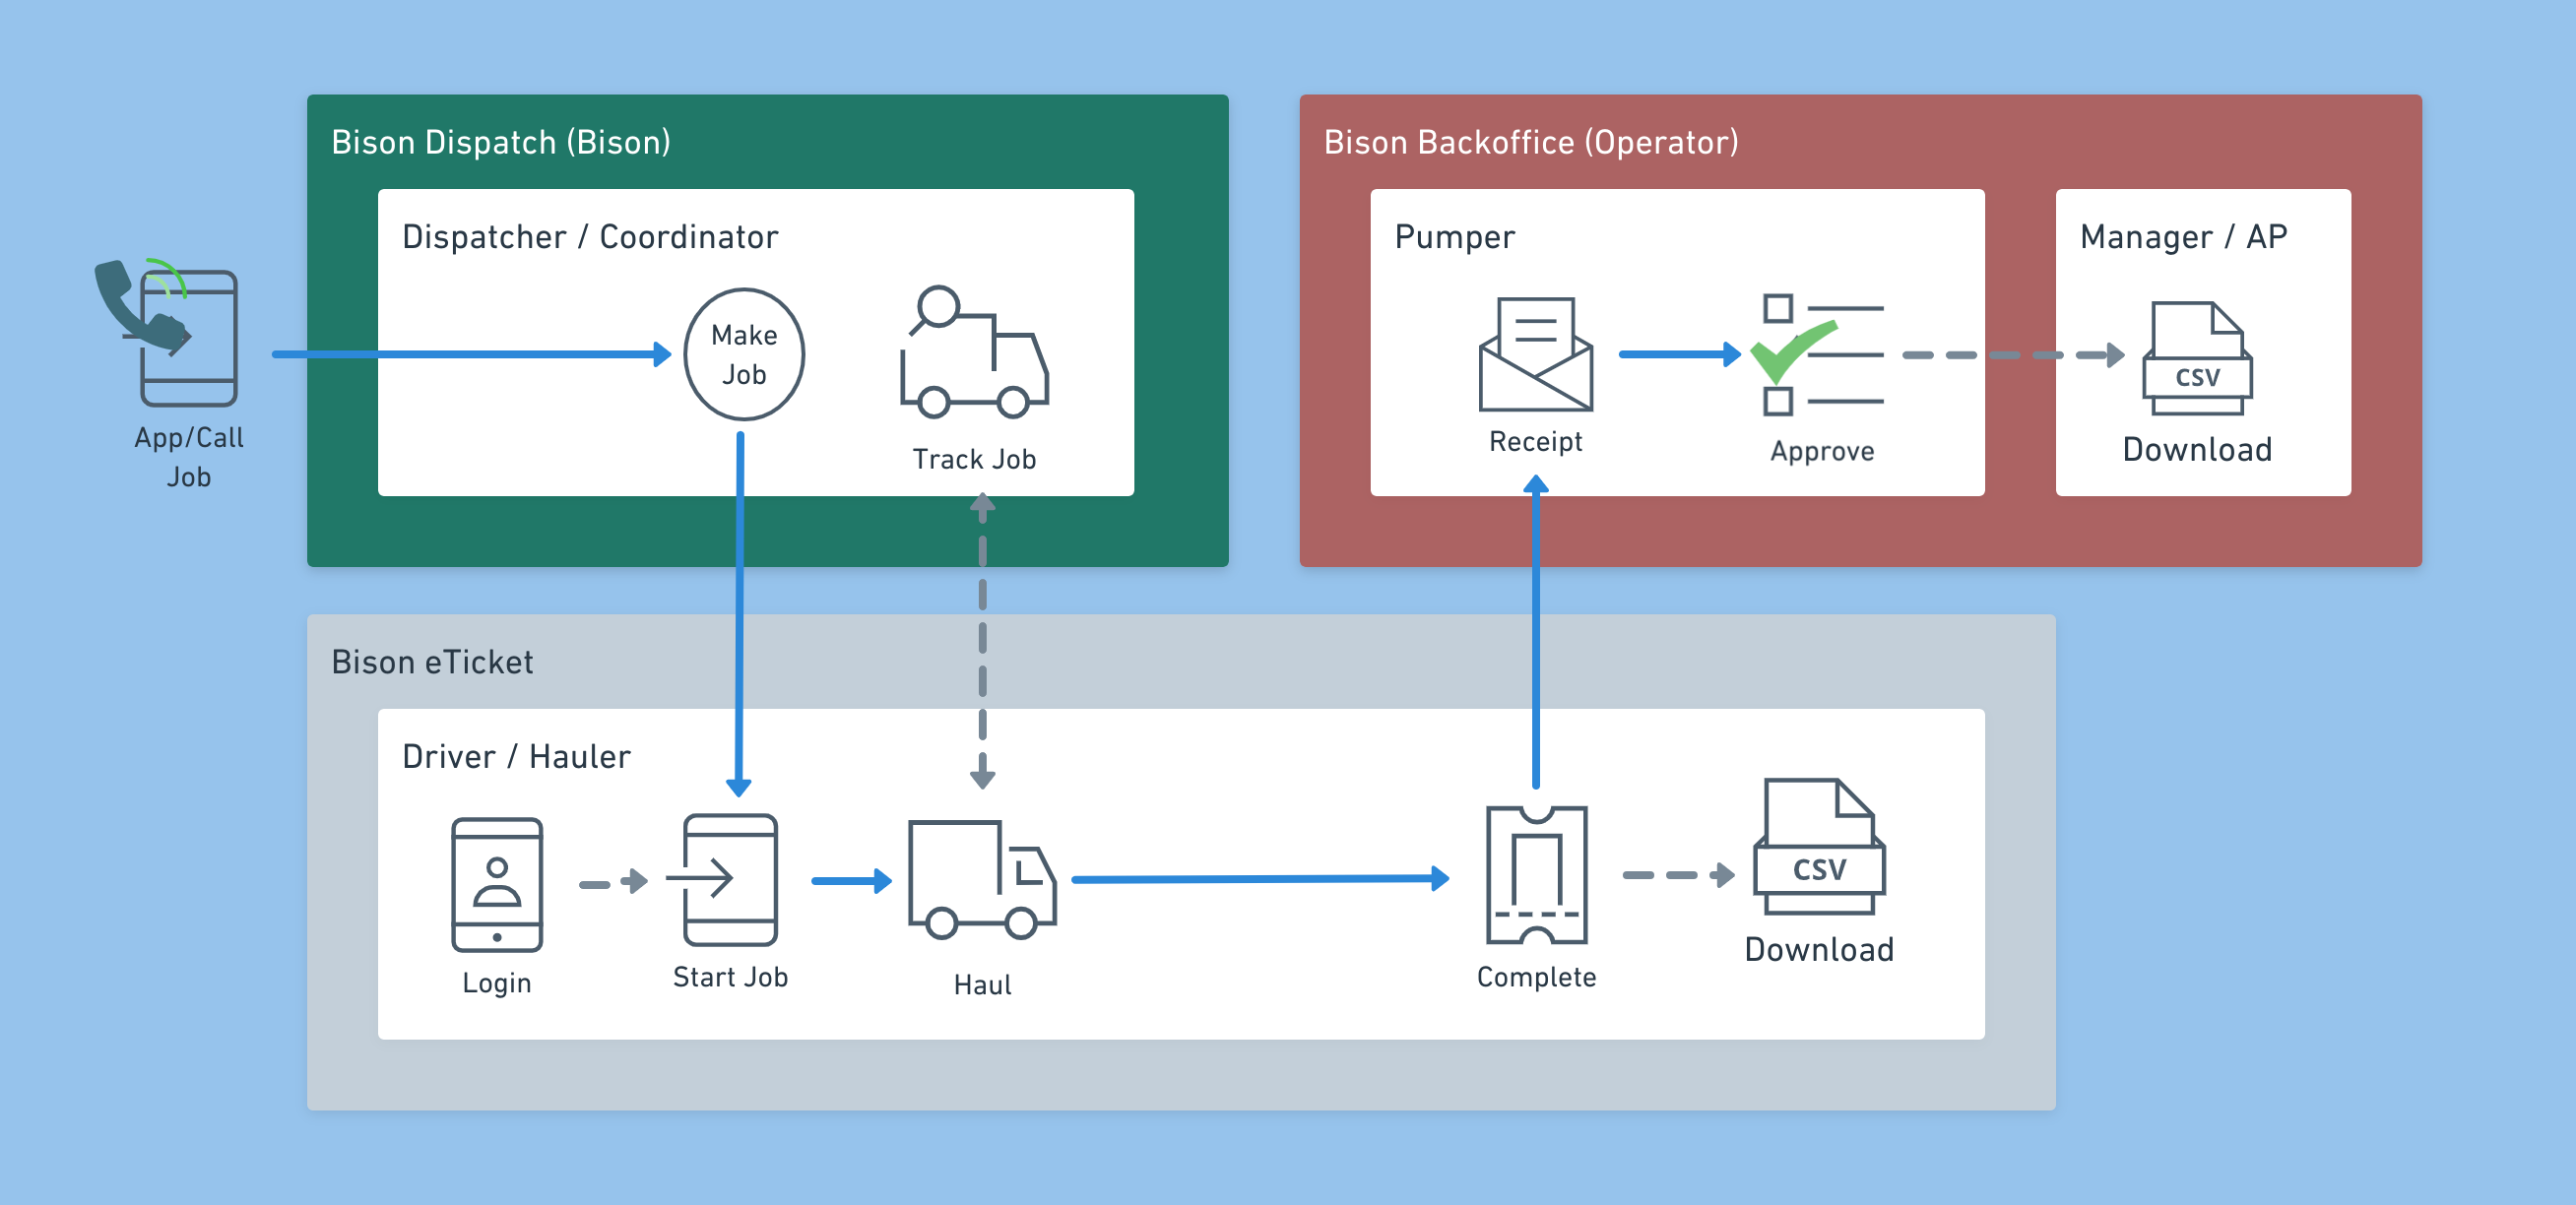 Bison Dispatch (Bison)
Dispatcher / Coordinator
Make
Job
Track Job
App/Call
Job
Bison Backoffice (Operator)
Pumper
Receipt
Approve
Manager / AP
CSV
Download
Bison eTicket
Driver / Hauler
Login
Start Job
Haul
Complete
CSV
Download